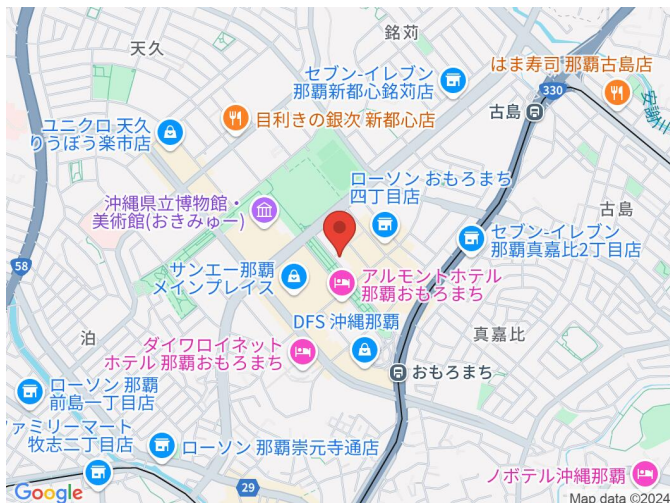 天久
銘苅
セブン-イレブン
那覇新都心銘苅店
はま寿司 那覇古島店
330
安謝川
古島
目利きの銀次 新都心店
ユニクロ 天久
りうぼう楽市店
沖縄県立博物館・
美術館(おきみゅー)
ローソン おもろまち
四丁目店
古島
セブン-イレブン
那覇真嘉比2丁目店
58
サンエー那覇
メインプレイス
アルモントホテル
那覇おもろまち
DFS 沖縄那覇
泊
真嘉比
ダイワロイネット
ホテル 那覇おもろまち
おもろまち
ローソン 那覇
前島一丁目店
ァミリーマート
牧志二丁目店
ローソン 那覇崇元寺通店
29
ノボテル沖縄那覇
Google
Map data ©2024